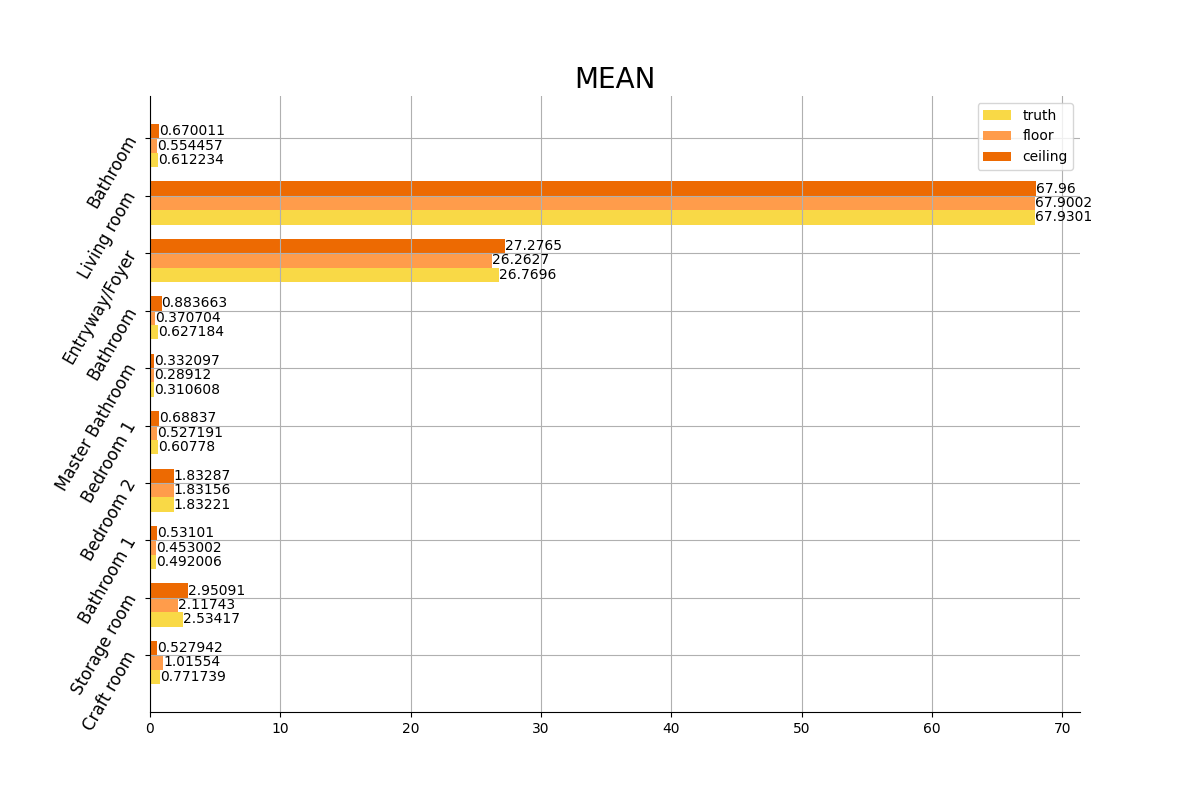 MEAN
truth
floor
ceiling
Bathroom
0.670011
0.554457
0.612234
Living room
67.96
67.9002
67.9301
Entryway/Foyer
27.2765
26.2627
26.7696
Bathroom
0.883663
0.370704
0.627184
Master Bathroom
0.332097
0.28912
0.310608
Bedroom 1
0.68837
0.527191
0.60778
Bedroom 2
1.83287
1.83156
1.83221
Bathroom 1
0.53101
0.453002
0.492006
Storage room
2.95091
2.11743
2.53417
Craft room
0.527942
1.01554
0.771739
0 10 20 30 40 50 60 70